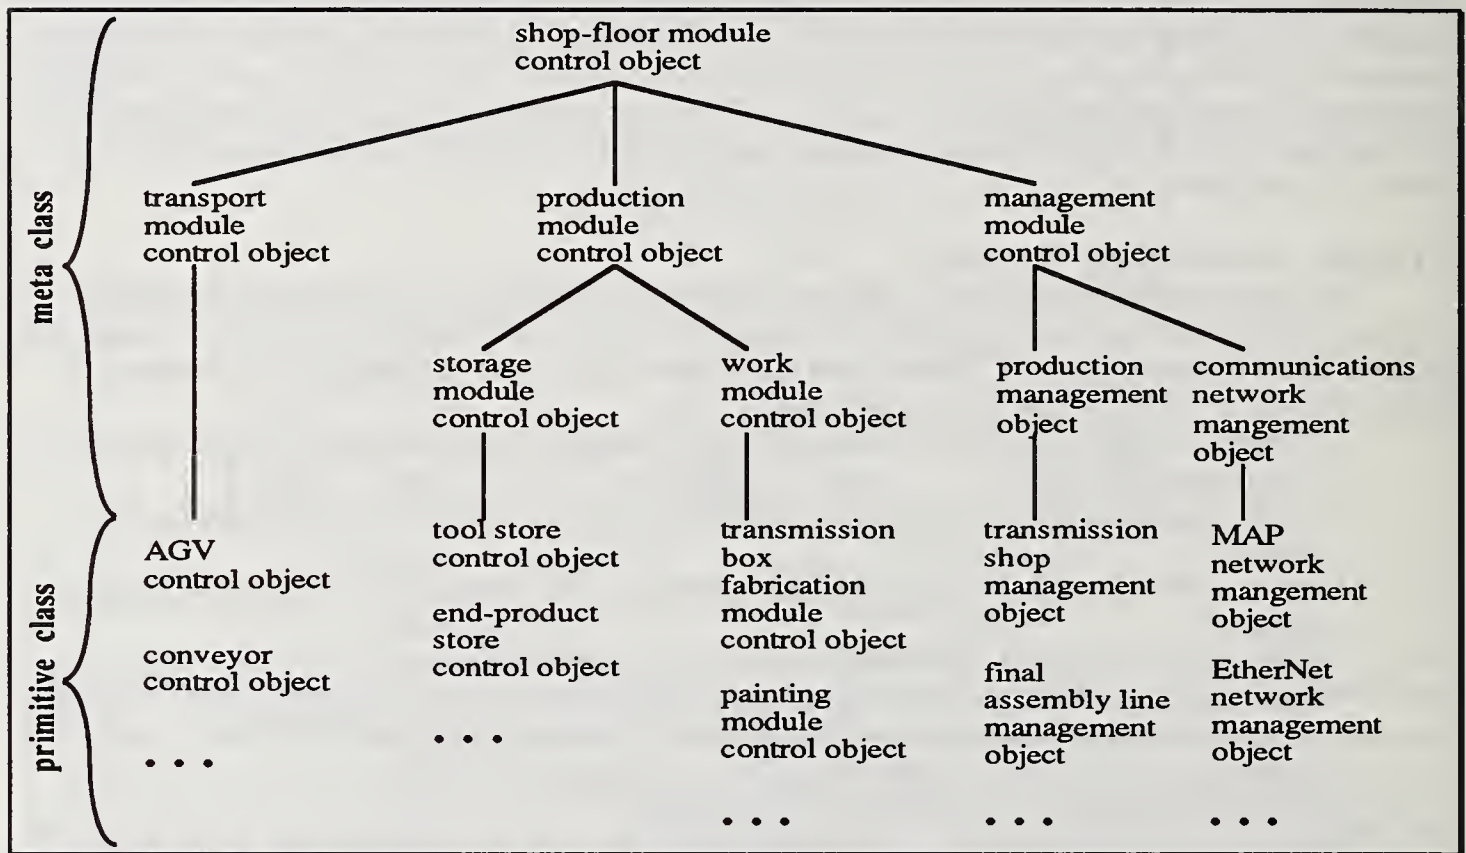 shop-floor module
control object
meta class
transport
module
control object
production
module
control object
management
module
control object
storage
module
control object
work
module
control object
production
management
object
communications
network
mangement
object
primitive class
AGV
control object
conveyor
control object
• • •
tool store
control object
end-product
store
control object
• • •
transmission
box
fabrication
module
control object
painting
module
control object
• • •
transmission
shop
management
object
final
assembly line
management
object
• • •
MAP
network
mangement
object
EtherNet
network
management
object
• • •